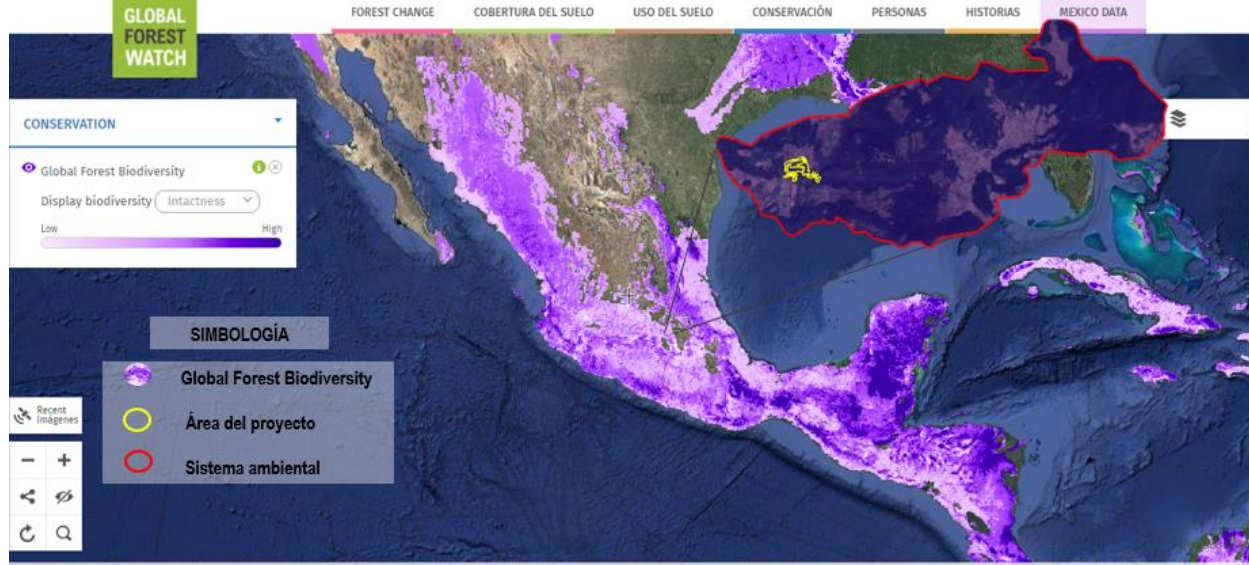 GLOBAL
FOREST
WATCH
FOREST CHANGE
COBERTURA DEL SUELO
USO DEL SUELO
CONSERVACIÓN
PERSONAS
HISTORIAS
MEXICO DATA
CONSERVATION
Global Forest Biodiversity
Display biodiversity Intactness
Low High
SIMBOLOGÍA
Global Forest Biodiversity
Área del proyecto
Sistema ambiental
Recent
Imágenes